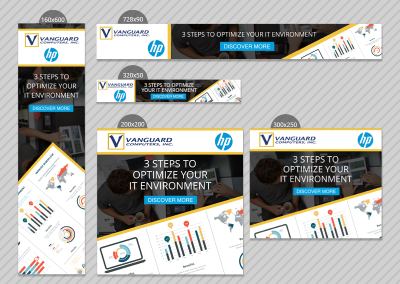 160x600
VANGUARD
COMPUTERS, INC.
hp
3 STEPS TO
OPTIMIZE YOUR
IT ENVIRONMENT
DISCOVER MORE
728x90
VANGUARD
COMPUTERS, INC.
hp
3 STEPS TO OPTIMIZE YOUR IT ENVIRONMENT
DISCOVER MORE
320x50
hp
3 STEPS TO OPTIMIZE
YOUR IT ENVIRONMENT
200x200
VANGUARD
COMPUTERS, INC.
hp
3 STEPS TO
OPTIMIZE YOUR
IT ENVIRONMENT
DISCOVER MORE
300x250
VANGUARD
COMPUTERS, INC.
hp
3 STEPS TO
OPTIMIZE YOUR
IT ENVIRONMENT
DISCOVER MORE